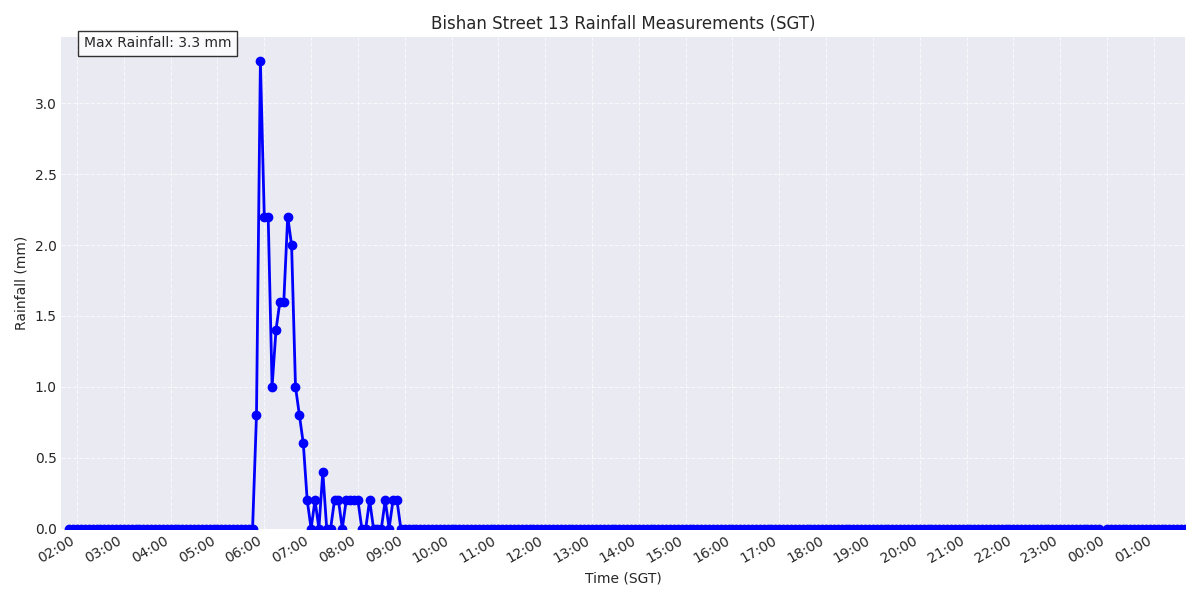 Bishan Street 13 Rainfall Measurements (SGT)
Max Rainfall: 3.3 mm
Rainfall (mm)
3.0
2.5
2.0
1.5
1.0
0.5
0.0
02:00 03:00 04:00 05:00 06:00 07:00 08:00 09:00 10:00 11:00 12:00 13:00 14:00 15:00 16:00 17:00 18:00 19:00 20:00 21:00 22:00 23:00 00:00 01:00
Time (SGT)